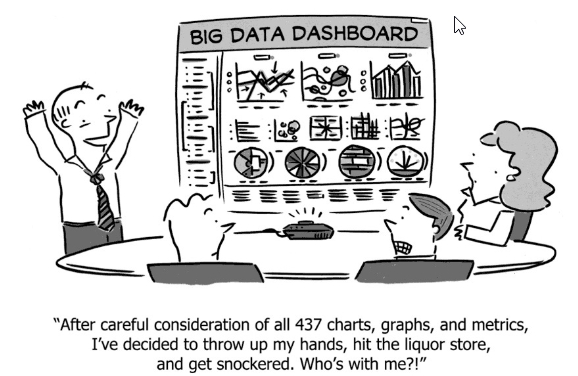 BIG DATA DASHBOARD
“After careful consideration of all 437 charts, graphs, and metrics,
I’ve decided to throw up my hands, hit the liquor store,
and get snockered. Who’s with me?!”